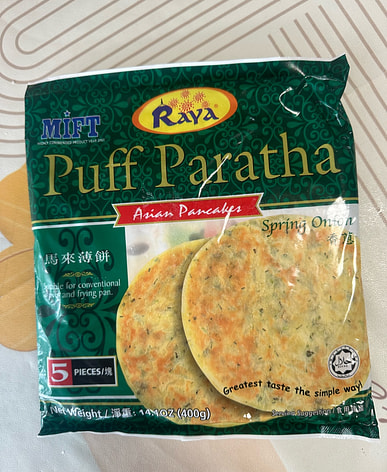 Raya
MIFT
Puff Paratha
Asian Pancakes
Spring Onion
馬來薄餅
for conventional
and frying pan.
5 PIECES/塊
Greatest taste the simple way!
Net Weight / 淨重: 14.1OZ (400g)